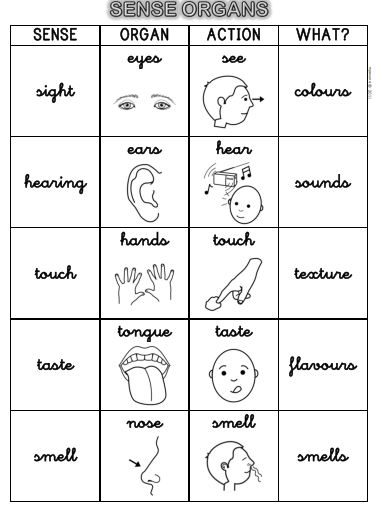 SENSE ORGANS
SENSE ORGAN ACTION WHAT?
sight eyes see colours
hearing ears hear sounds
touch hands touch texture
taste tongue taste flavours
smell nose smell smells